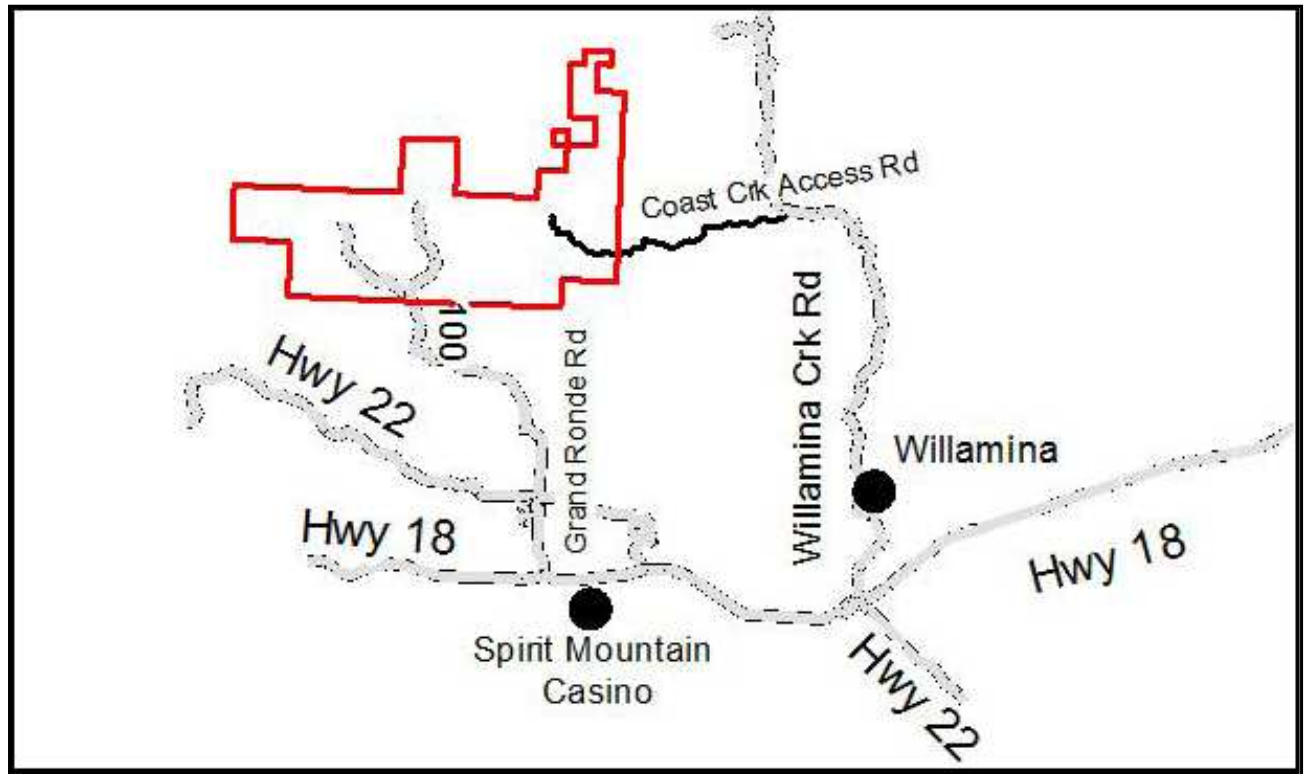 Coast Crk Access Rd
100
Hwy 22
Grand Ronde Rd
Willamina Crk Rd
Willamina
Hwy 18
Hwy 18
Spirit Mountain
Casino
Hwy 22